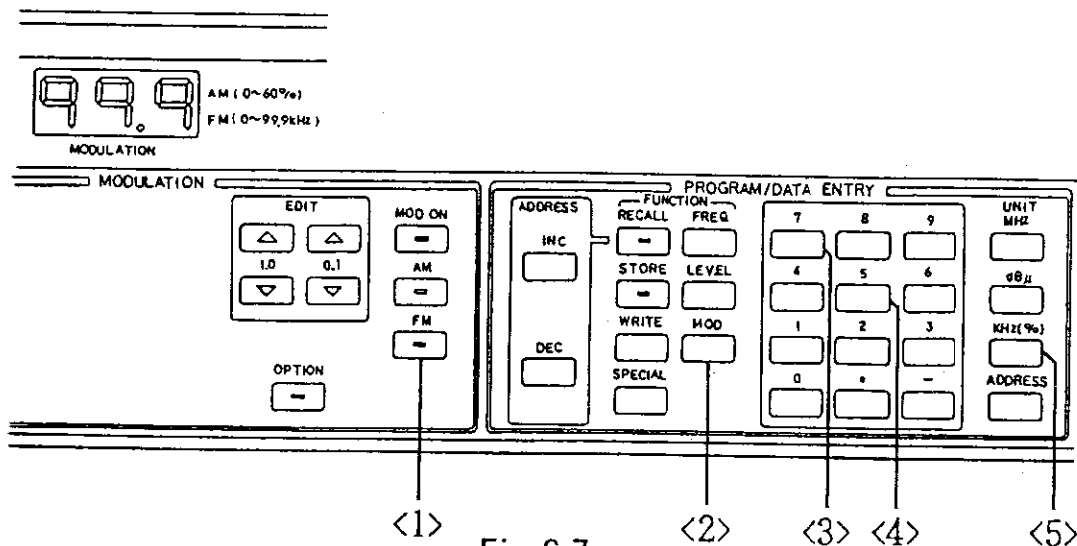 99.9
AM (0~60%)
FM (0~99.9kHz)
MODULATION
MODULATION
EDIT
1.0 0.1
MOD ON
AM
FM
OPTION
PROGRAM/DATA ENTRY
ADDRESS
INC
DEC
FUNCTION
RECALL FREQ
STORE LEVEL
WRITE MOD
SPECIAL
7 8 9
4 5 6
1 2 3
0 • −
UNIT
MHz
dBμ
KHz(%)
ADDRESS
<1> <2> <3> <4> <5>